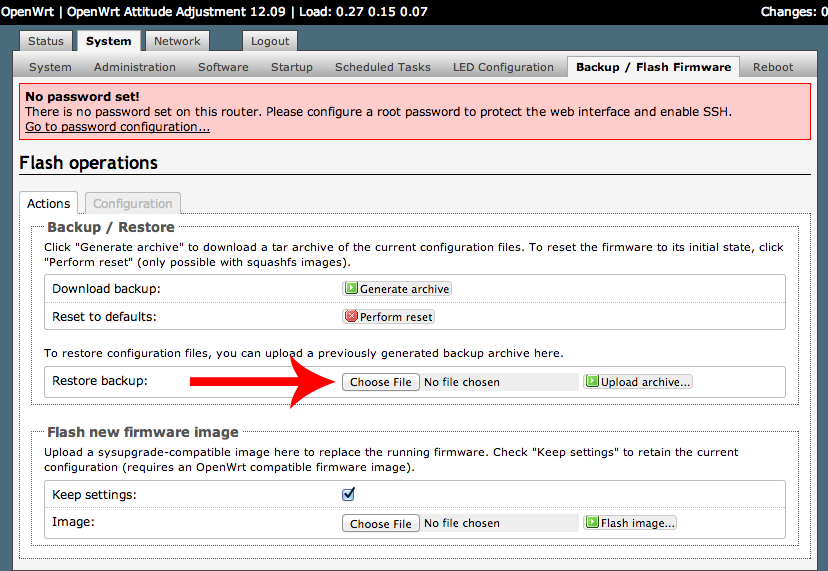 OpenWrt | OpenWrt Attitude Adjustment 12.09 | Load: 0.27 0.15 0.07 Changes: 0
Status System Network Logout
System Administration Software Startup Scheduled Tasks LED Configuration Backup / Flash Firmware Reboot
No password set!
There is no password set on this router. Please configure a root password to protect the web interface and enable SSH.
Go to password configuration...
Flash operations
Actions Configuration
Backup / Restore
Click "Generate archive" to download a tar archive of the current configuration files. To reset the firmware to its initial state, click
"Perform reset" (only possible with squashfs images).
Download backup: Generate archive
Reset to defaults: Perform reset
To restore configuration files, you can upload a previously generated backup archive here.
Restore backup: Choose File No file chosen Upload archive...
Flash new firmware image
Upload a sysupgrade-compatible image here to replace the running firmware. Check "Keep settings" to retain the current
configuration (requires an OpenWrt compatible firmware image).
Keep settings:
Image: Choose File No file chosen Flash image...